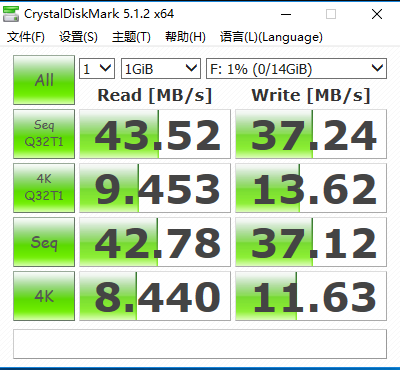 CrystalDiskMark 5.1.2 x64
文件(F) 设置(S) 主题(T) 帮助(H) 语言(L)(Language)
All 1 1GiB F: 1% (0/14GiB)
Read [MB/s] Write [MB/s]
Seq Q32T1 43.52 37.24
4K Q32T1 9.453 13.62
Seq 42.78 37.12
4K 8.440 11.63